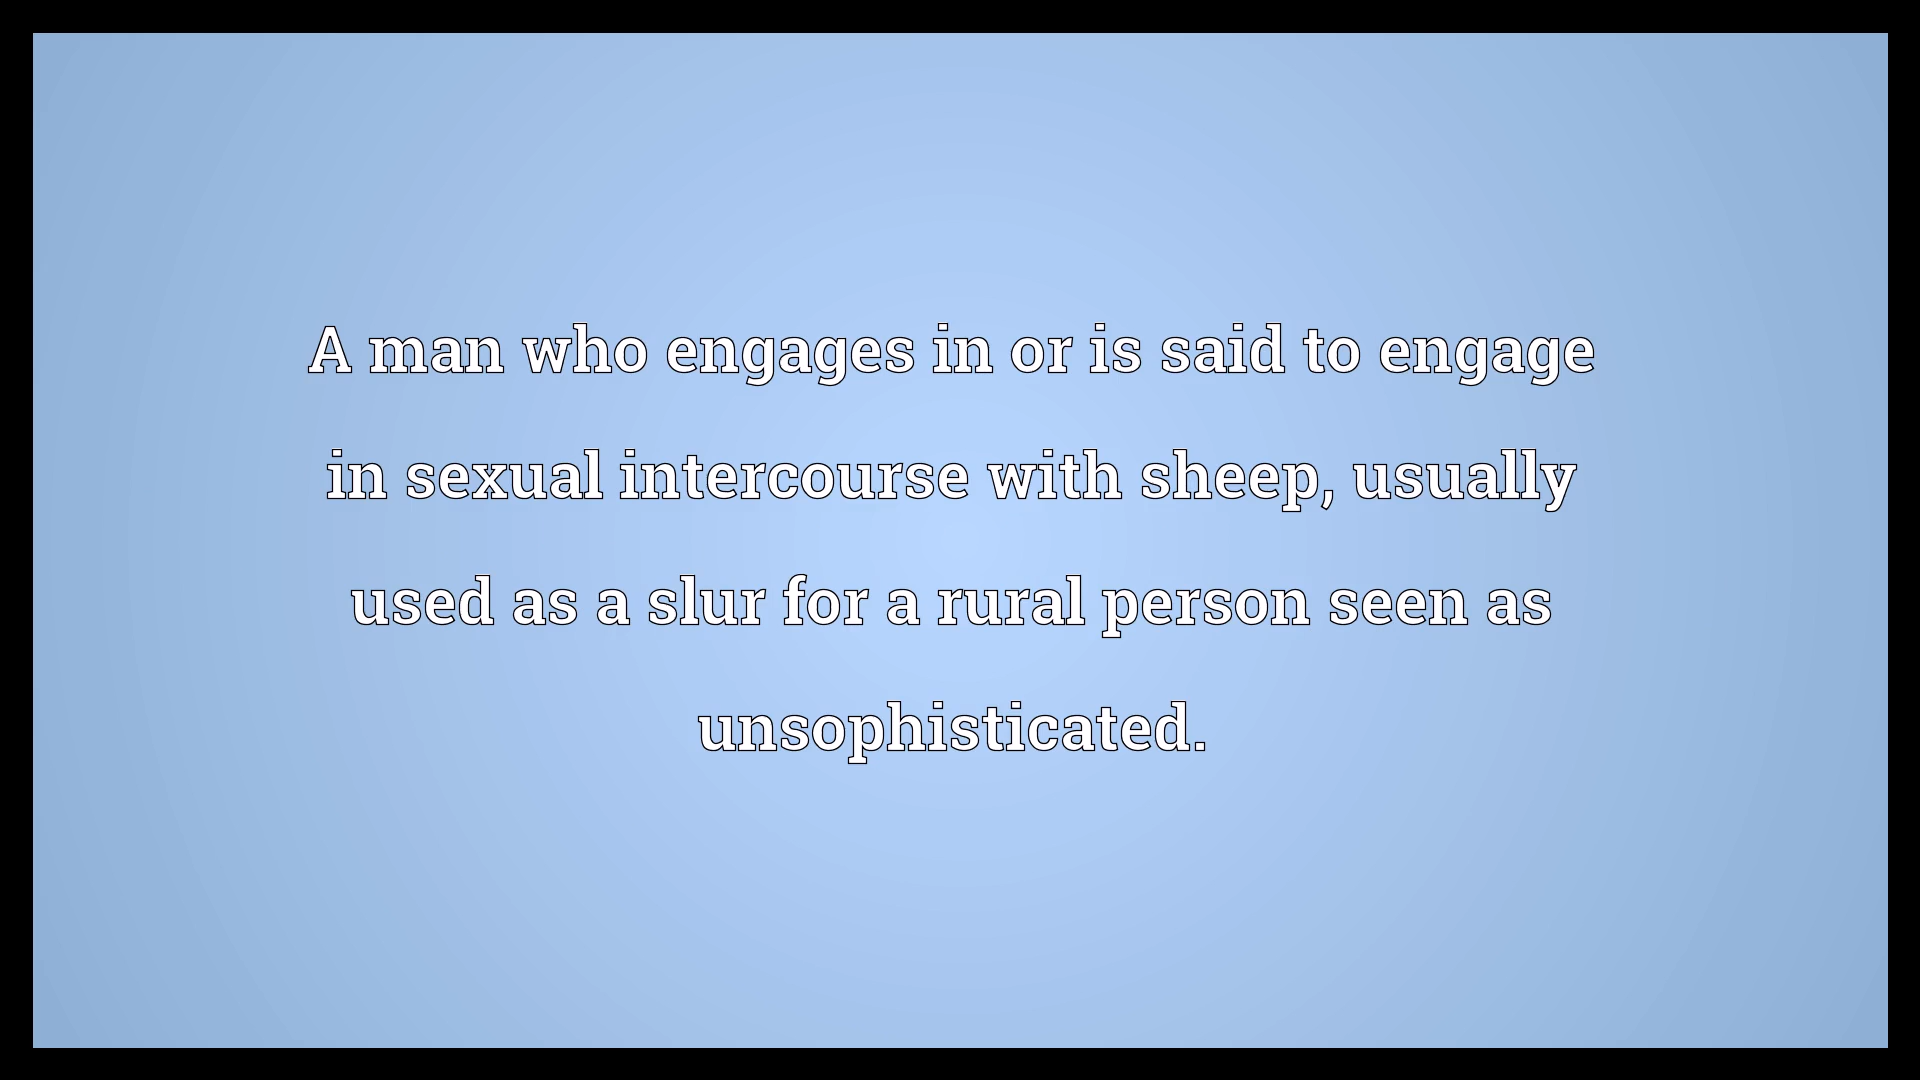 A man who engages in or is said to engage
in sexual intercourse with sheep, usually
used as a slur for a rural person seen as
unsophisticated.